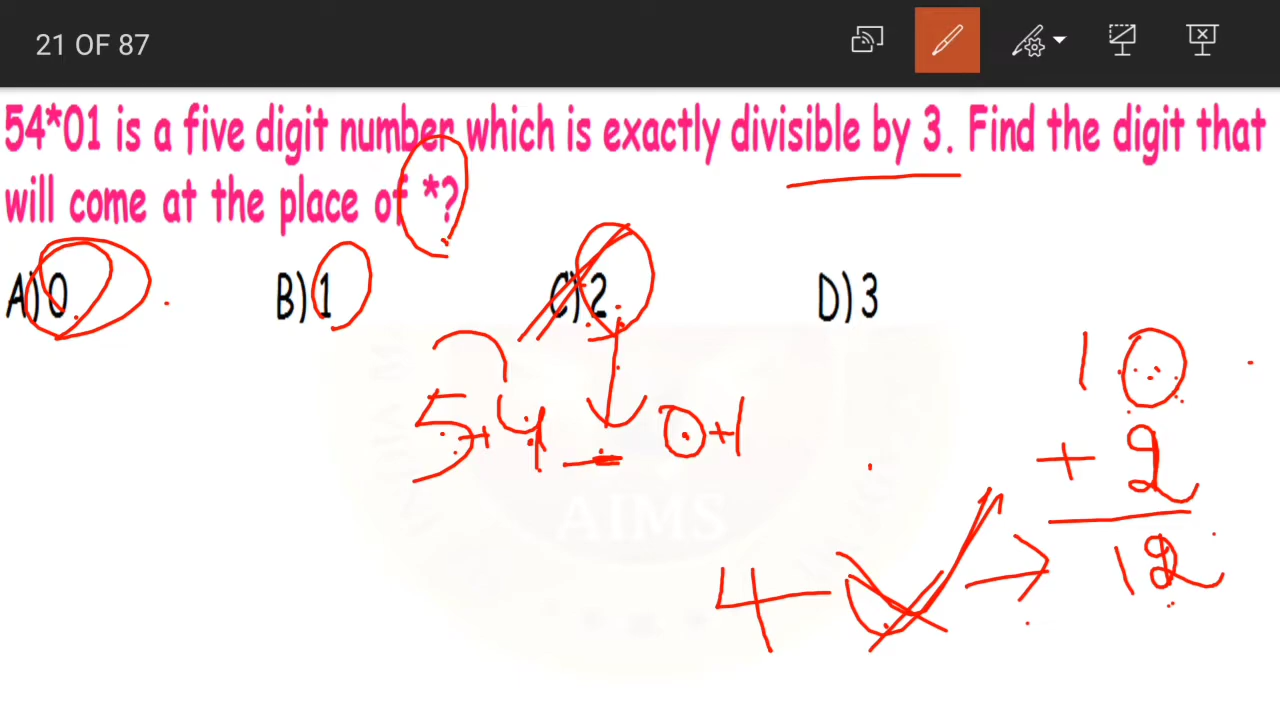 21 OF 87
54*01 is a five digit number which is exactly divisible by 3. Find the digit that
will come at the place of *?
A) 0 B) 1 C) 2 D) 3
5+4 _ 0+1
10
+ 2
12
4
AIMS